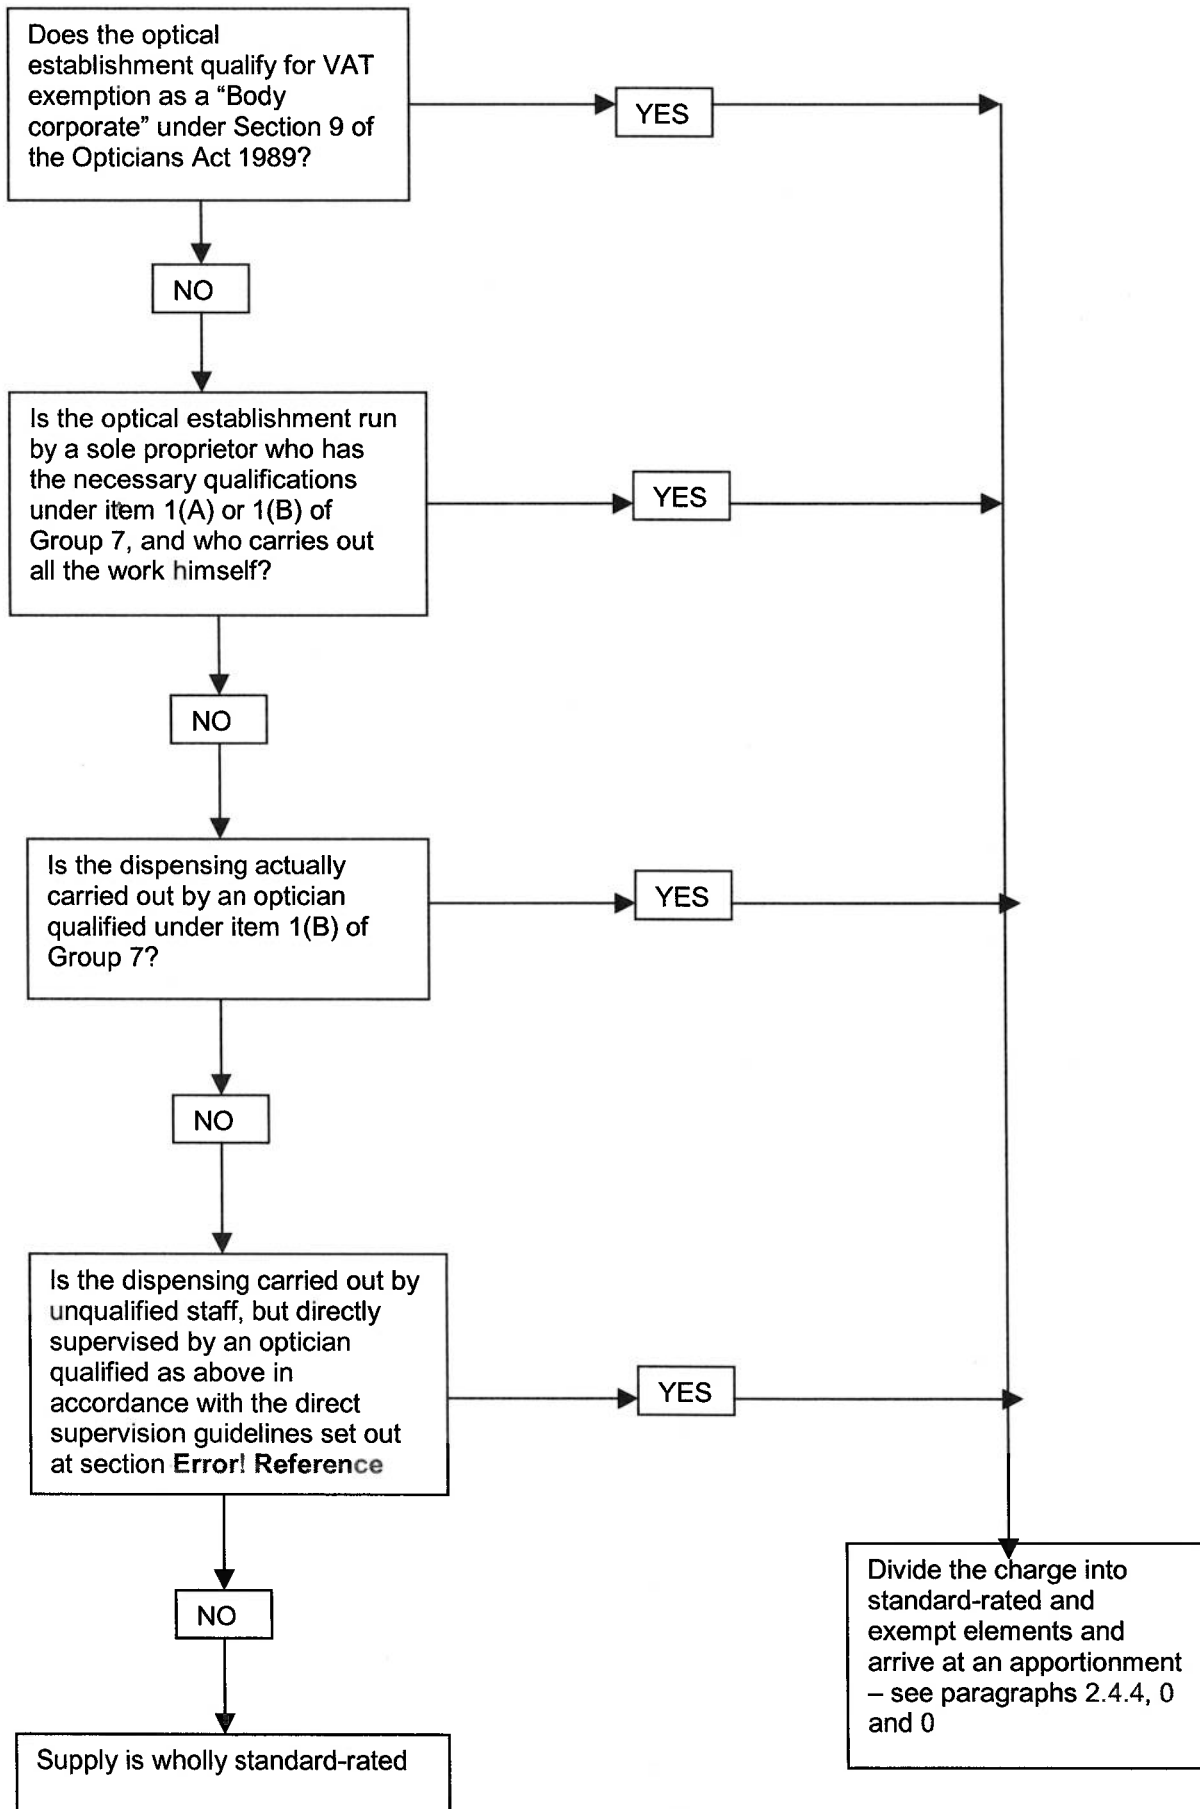 Does the optical
establishment qualify for VAT
exemption as a “Body
corporate” under Section 9 of
the Opticians Act 1989?
YES
NO
Is the optical establishment run
by a sole proprietor who has
the necessary qualifications
under item 1(A) or 1(B) of
Group 7, and who carries out
all the work himself?
YES
NO
Is the dispensing actually
carried out by an optician
qualified under item 1(B) of
Group 7?
YES
NO
Is the dispensing carried out by
unqualified staff, but directly
supervised by an optician
qualified as above in
accordance with the direct
supervision guidelines set out
at section Error! Reference
YES
NO
Supply is wholly standard-rated
Divide the charge into
standard-rated and
exempt elements and
arrive at an apportionment
– see paragraphs 2.4.4, 0
and 0